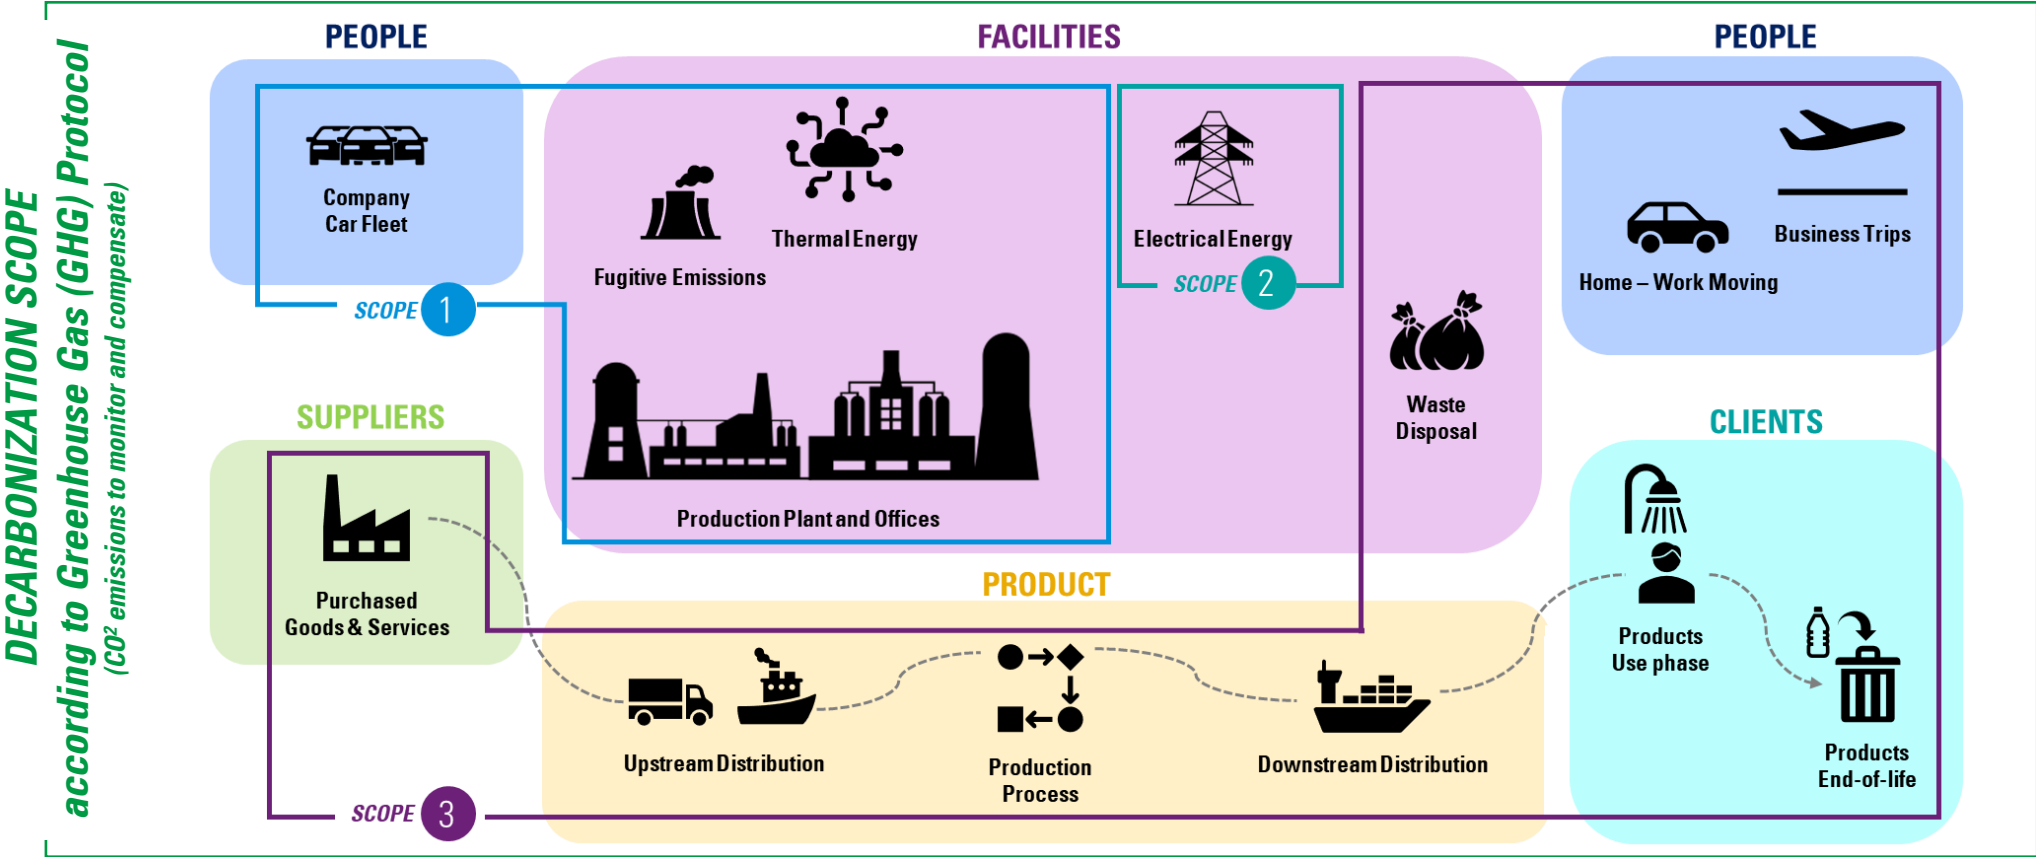 DECARBONIZATION SCOPE
according to Greenhouse Gas (GHG) Protocol
(CO² emissions to monitor and compensate)
PEOPLE
Company
Car Fleet
SCOPE 1
FACILITIES
Fugitive Emissions
Thermal Energy
Production Plant and Offices
Electrical Energy
SCOPE 2
Waste
Disposal
PEOPLE
Business Trips
Home – Work Moving
SUPPLIERS
Purchased
Goods & Services
PRODUCT
Upstream Distribution
Production
Process
Downstream Distribution
CLIENTS
Products
Use phase
Products
End-of-life
SCOPE 3